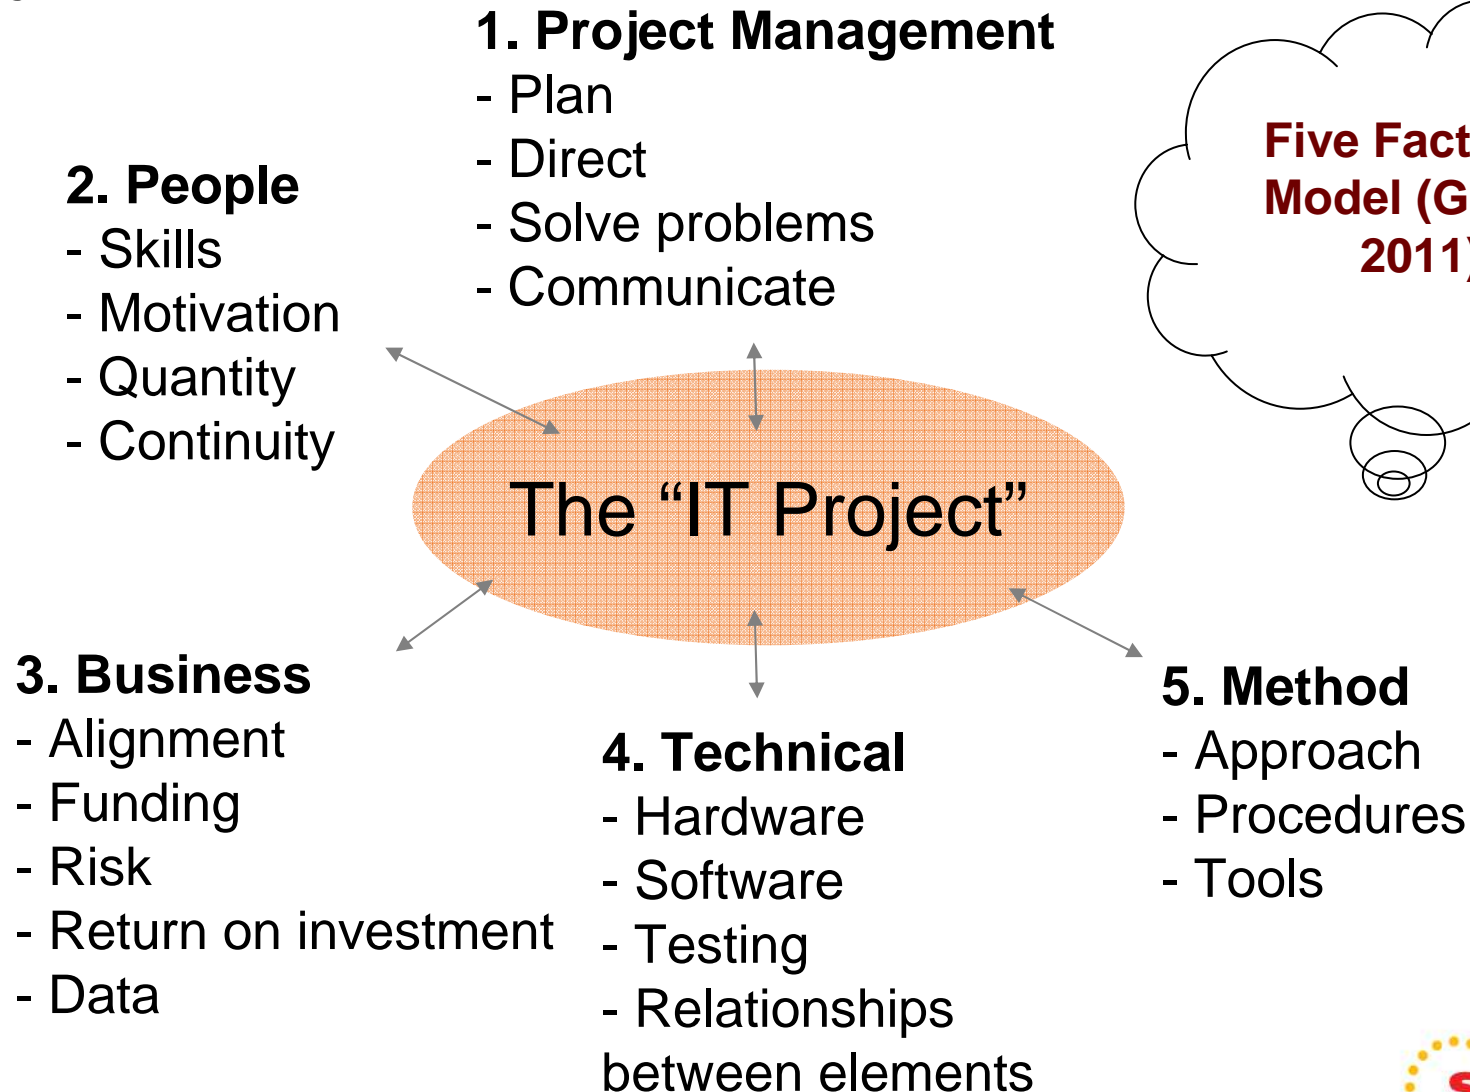 1. Project Management
- Plan
- Direct
- Solve problems
- Communicate
2. People
- Skills
- Motivation
- Quantity
- Continuity
Five
Model
2011)
The “IT Project”
3. Business
- Alignment
- Funding
- Risk
- Return on investment
- Data
4. Technical
- Hardware
- Software
- Testing
- Relationships
between elements
5. Method
- Approach
- Procedures
- Tools